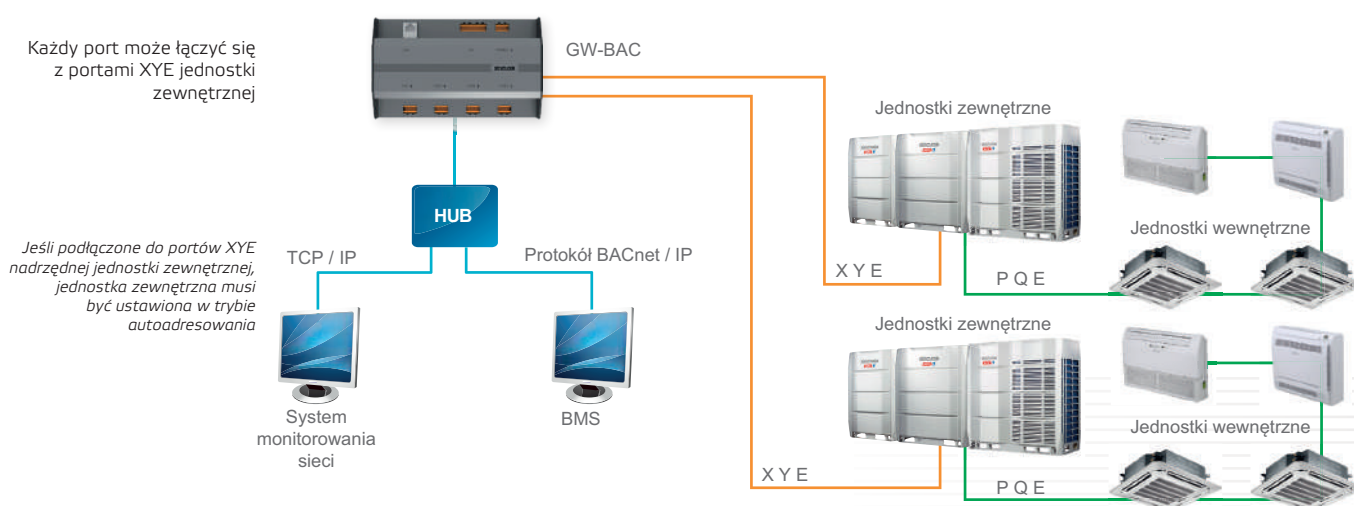 Każdy port może łączyć się
z portami XYE jednostki
zewnętrznej
GW-BAC
Jednostki zewnętrzne
HUB
Jeśli podłączone do portów XYE
nadrzędnej jednostki zewnętrznej,
jednostka zewnętrzna musi
być ustawiona w trybie
autoadresowania
TCP / IP
Protokół BACnet / IP
Jednostki wewnętrzne
X Y E
P Q E
System
monitorowania
sieci
BMS
Jednostki zewnętrzne
Jednostki wewnętrzne
X Y E
P Q E